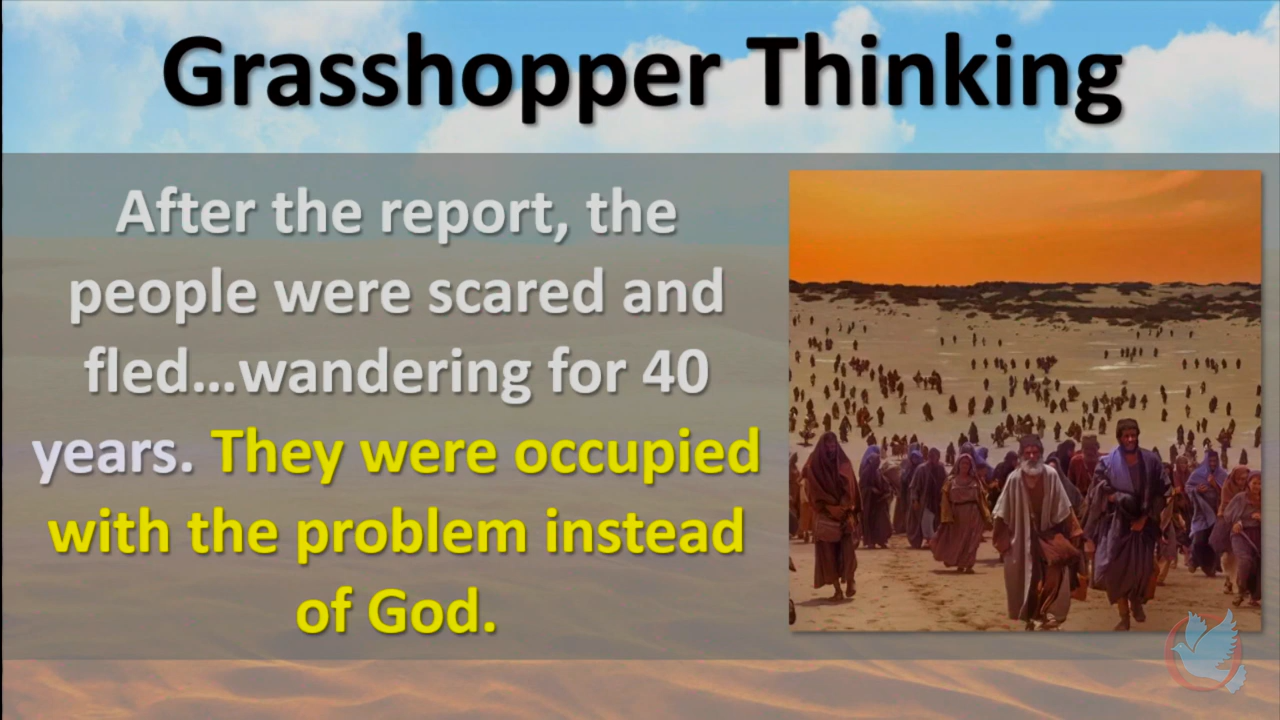 Grasshopper Thinking
After the report, the
people were scared and
fled...wandering for 40
years. They were occupied
with the problem instead
of God.